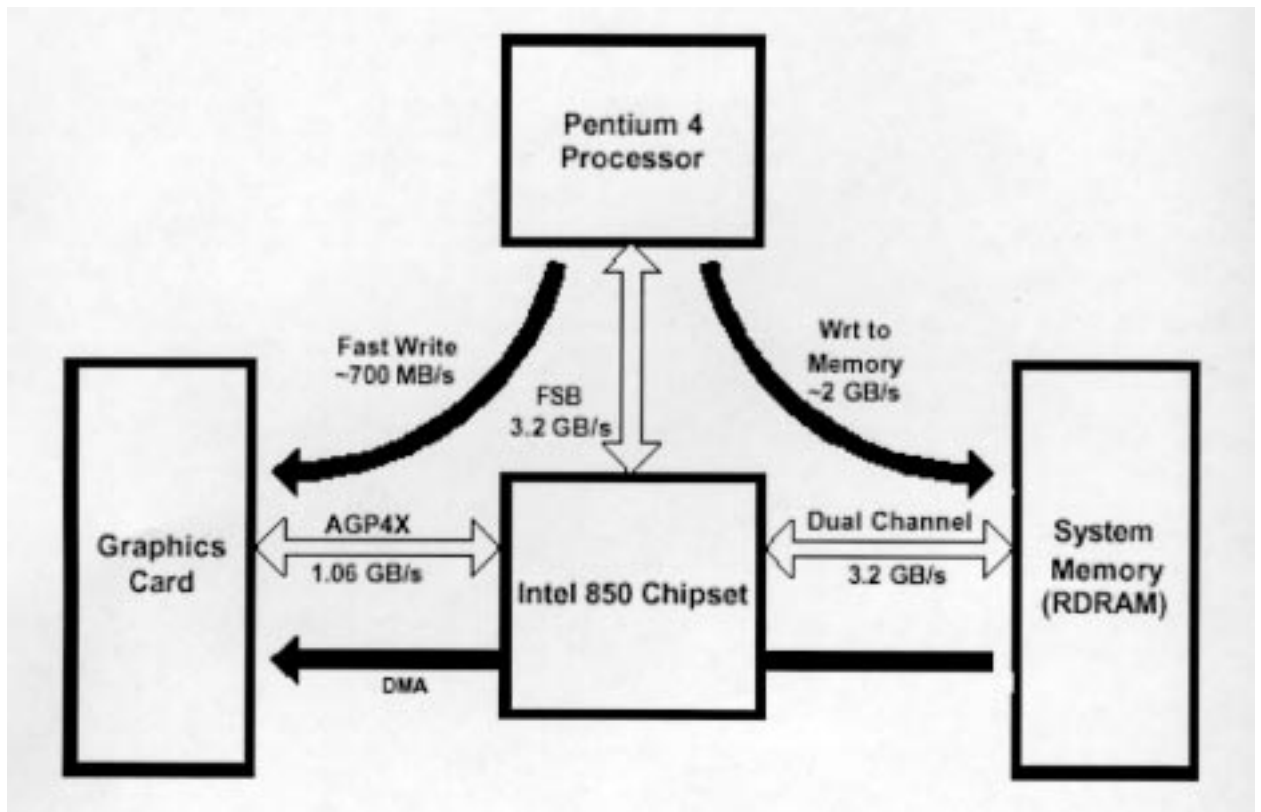 Pentium 4
Processor
Fast Write
~700 MB/s
FSB
3.2 GB/s
Wrt to
Memory
~2 GB/s
Graphics
Card
AGP4X
1.06 GB/s
Intel 850 Chipset
Dual Channel
3.2 GB/s
System
Memory
(RDRAM)
DMA